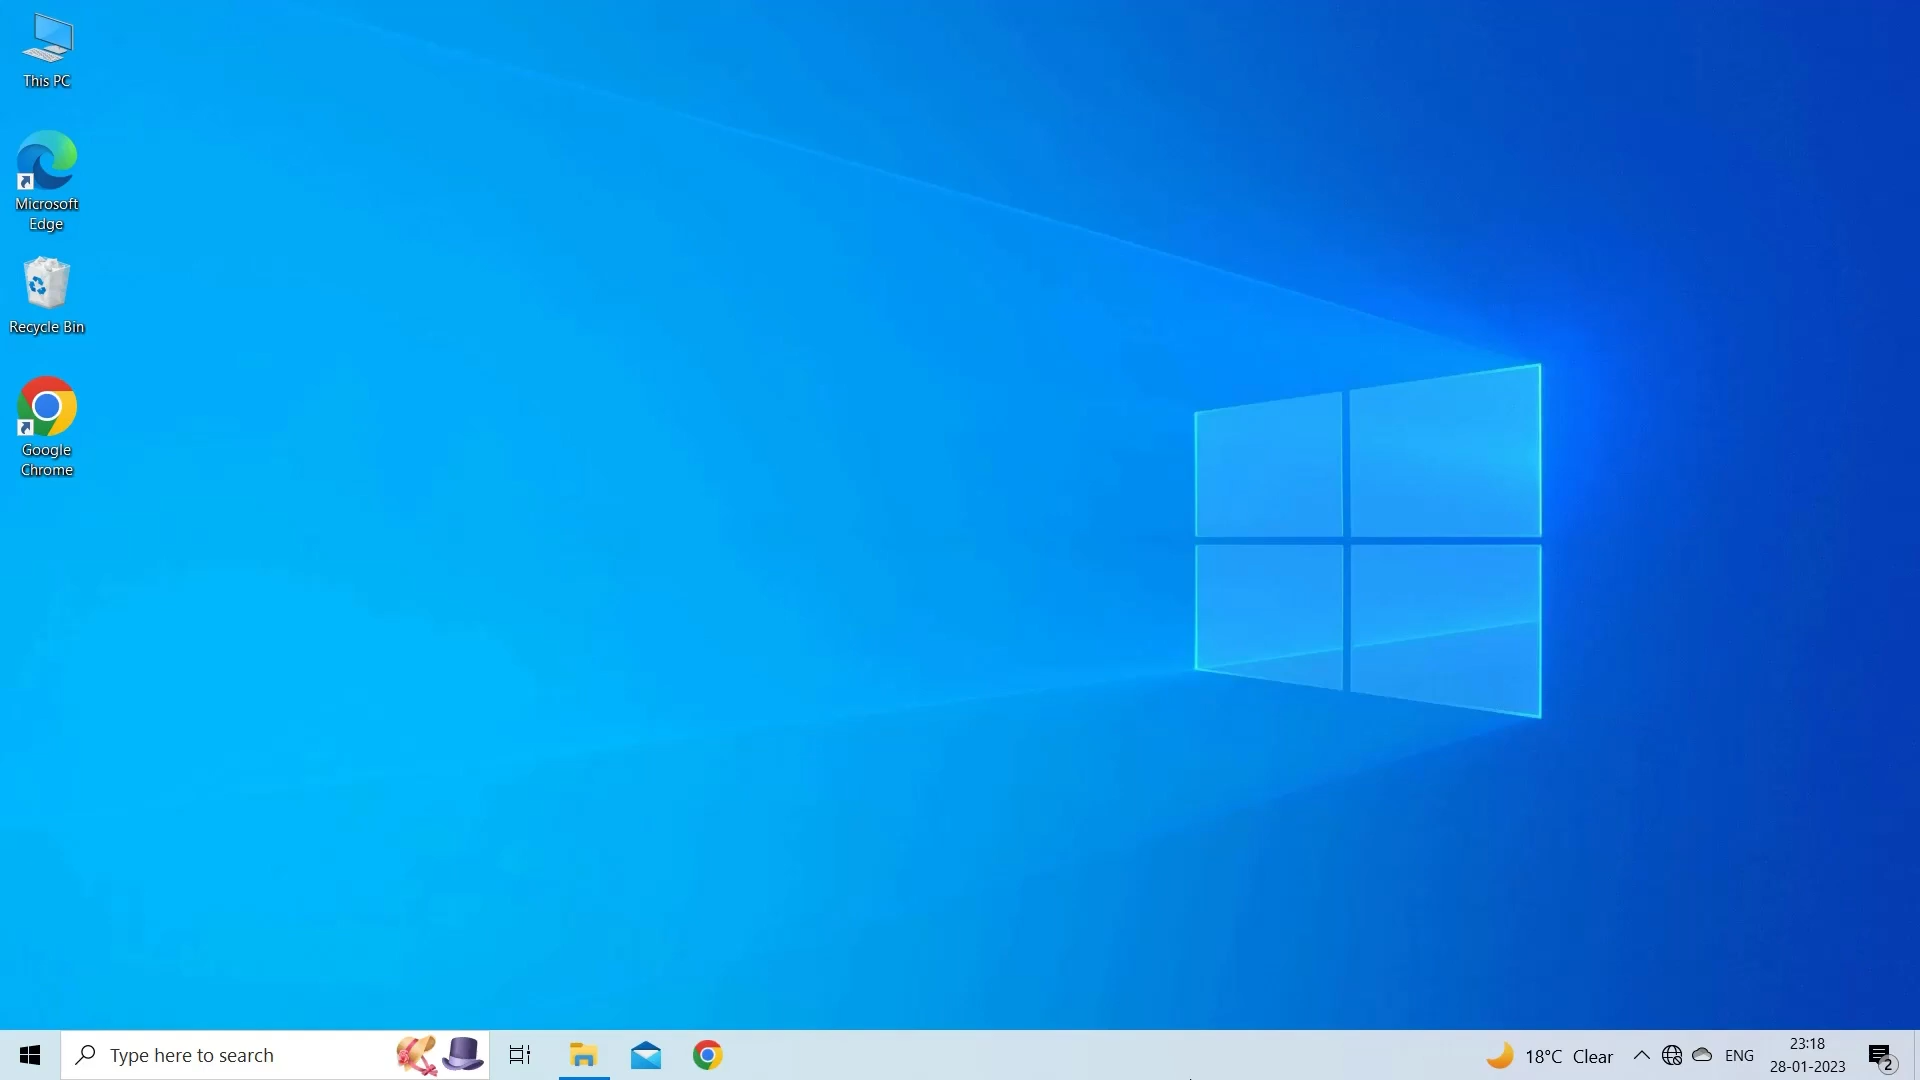 This PC
Microsoft
Edge
Recycle Bin
Google
Chrome
Type here to search
18°C Clear
ENG
23:18
28-01-2023
2